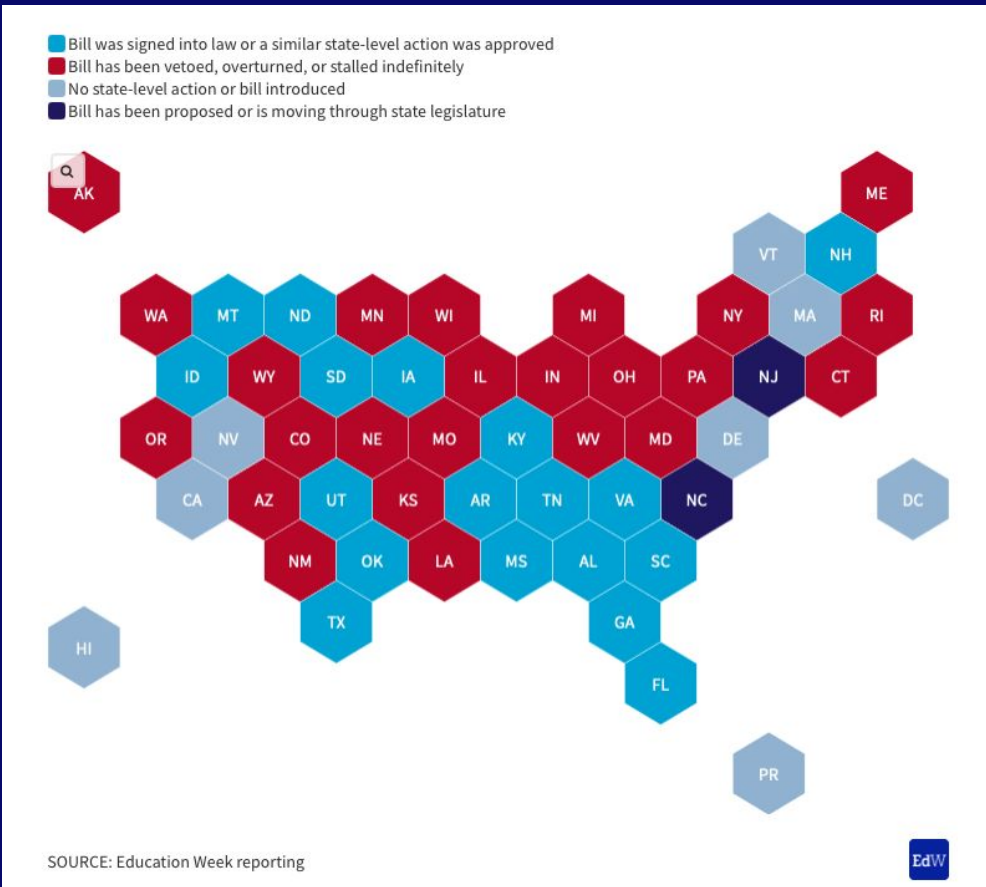 Bill was signed into law or a similar state-level action was approved
Bill has been vetoed, overturned, or stalled indefinitely
No state-level action or bill introduced
Bill has been proposed or is moving through state legislature
AK ME
VT NH
WA MT ND MN WI MI NY MA RI
ID WY SD IA IL IN OH PA NJ CT
OR NV CO NE MO KY WV MD DE
CA AZ UT KS AR TN VA NC DC
NM OK LA MS AL SC
TX GA
HI
FL
PR
SOURCE: Education Week reporting
EdW